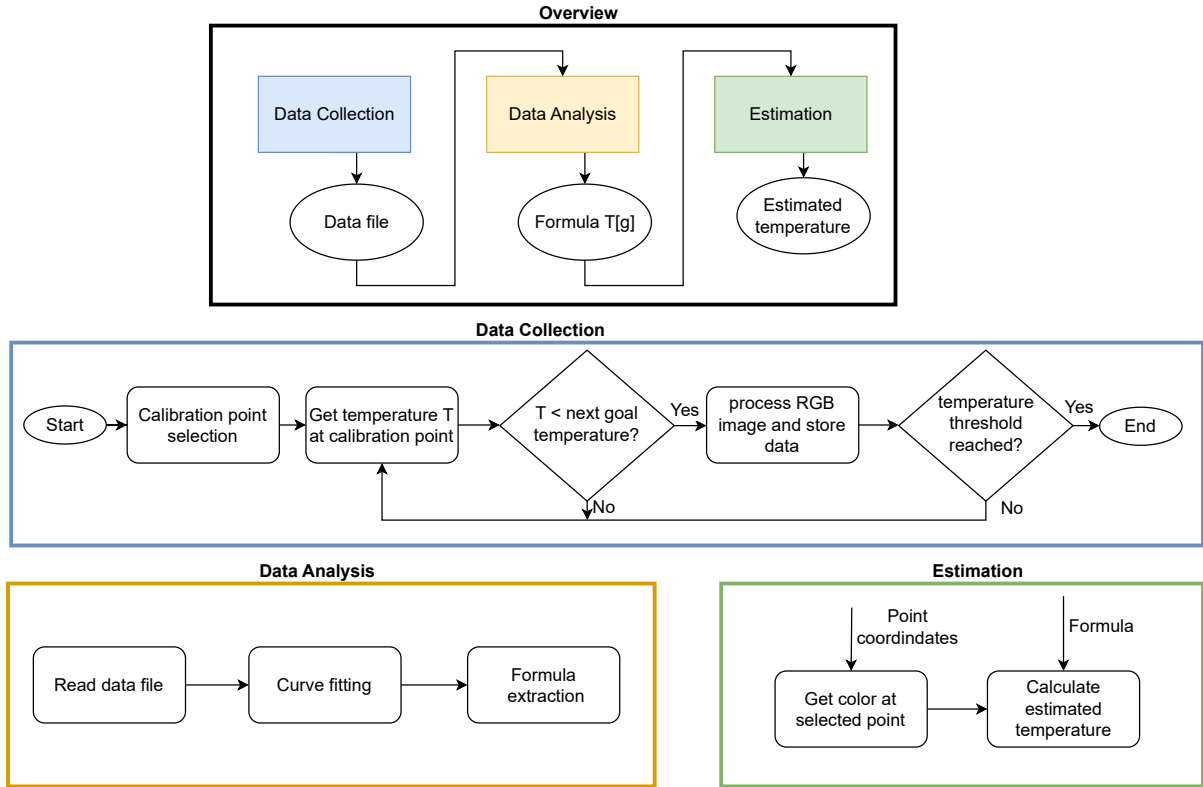 Overview
Data Collection
Data Analysis
Estimation
Data file
Formula T[g]
Estimated
temperature
Data Collection
Start
Calibration point
selection
Get temperature T
at calibration point
T < next goal
temperature?
Yes
No
process RGB
image and store
data
temperature
threshold
reached?
Yes
No
End
Data Analysis
Read data file
Curve fitting
Formula
extraction
Estimation
Point
coordindates
Formula
Get color at
selected point
Calculate
estimated
temperature